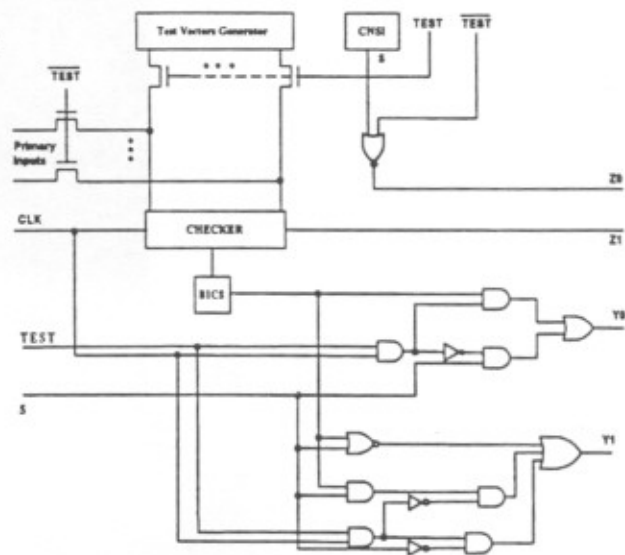 Test Vectors Generator
CNSI
TEST
TEST
S
TEST
Primary
Inputs
Z0
CLK
CHECKER
Z1
BICS
Y0
TEST
S
Y1